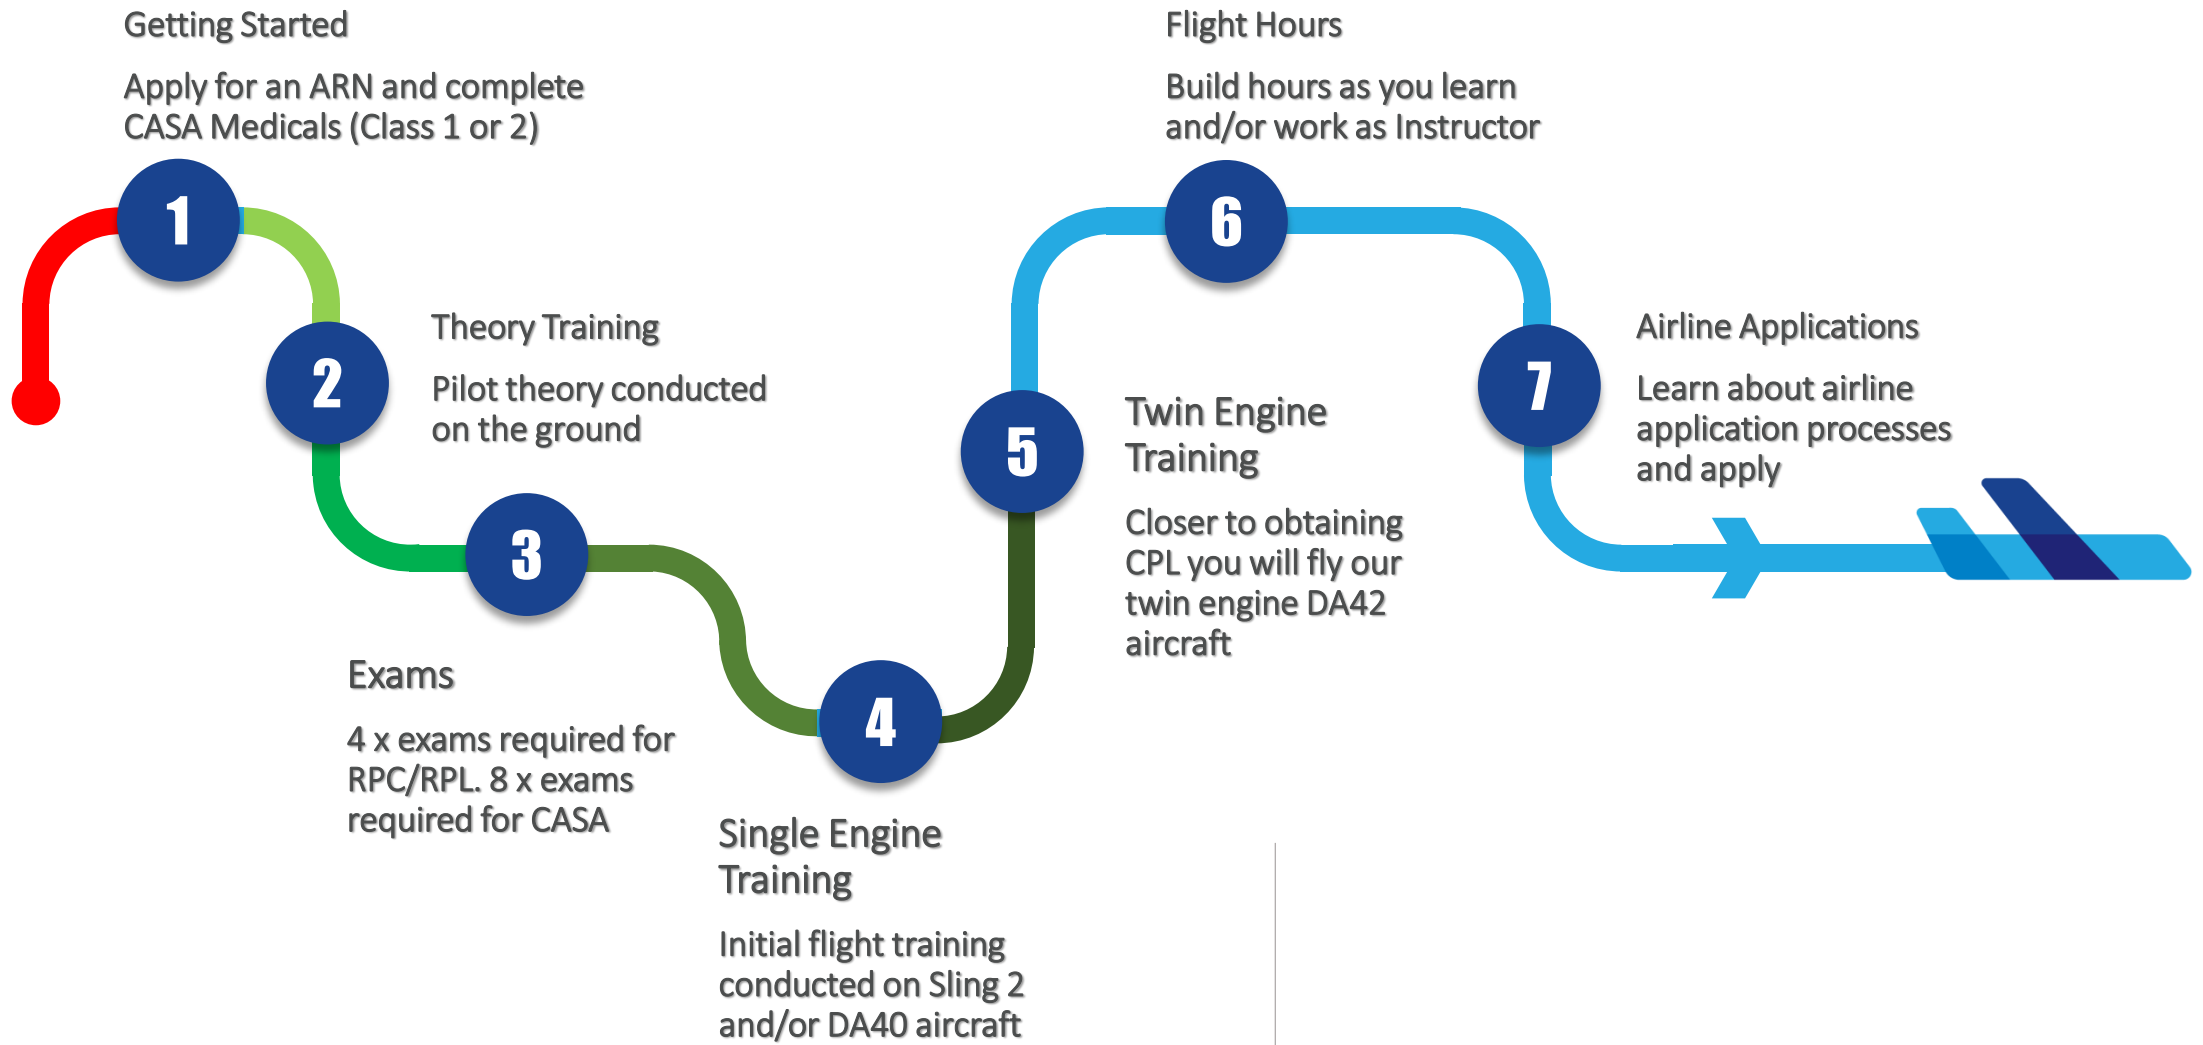 Getting Started
Apply for an ARN and complete
CASA Medicals (Class 1 or 2)
1
2
Theory Training
Pilot theory conducted
on the ground
3
Exams
4 x exams required for
RPC/RPL. 8 x exams
required for CASA
4
Single Engine
Training
Initial flight training
conducted on Sling 2
and/or DA40 aircraft
5
Twin Engine
Training
Closer to obtaining
CPL you will fly our
twin engine DA42
aircraft
Flight Hours
Build hours as you learn
and/or work as Instructor
6
7
Airline Applications
Learn about airline
application processes
and apply